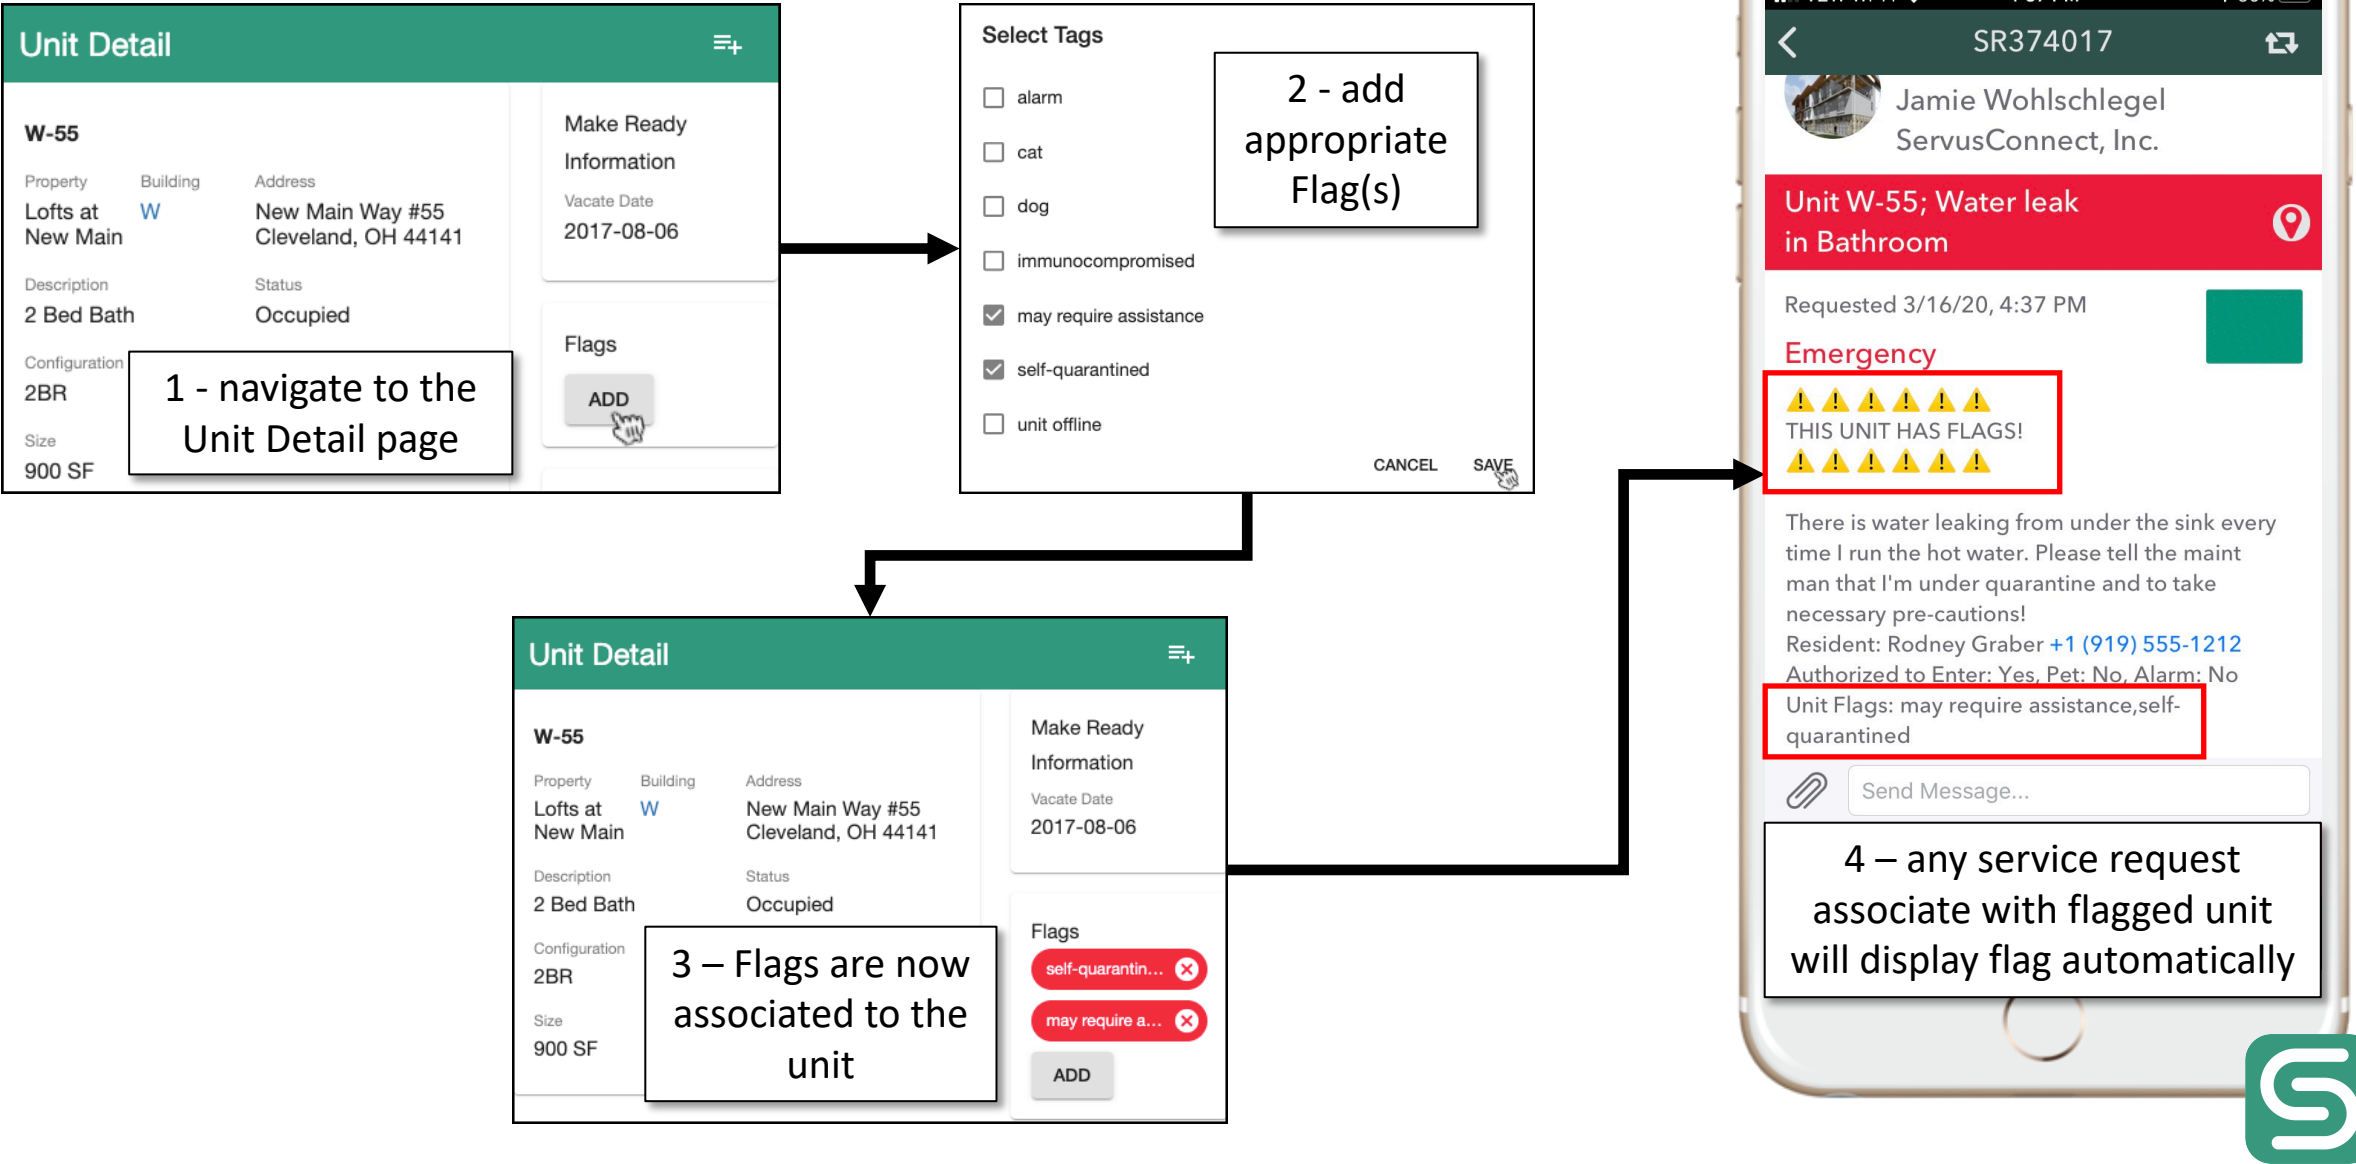 Unit Detail
W-55
Property Building Address
Lofts at W New Main Way #55
New Main Cleveland, OH 44141
Description Status
2 Bed Bath Occupied
Configuration
2BR
Size
900 SF
Make Ready
Information
Vacate Date
2017-08-06
Flags
ADD
1 - navigate to the
Unit Detail page
Select Tags
alarm
cat
dog
immunocompromised
may require assistance
self-quarantined
unit offline
CANCEL SAVE
2 - add
appropriate
Flag(s)
Unit Detail
W-55
Property Building Address
Lofts at W New Main Way #55
New Main Cleveland, OH 44141
Description Status
2 Bed Bath Occupied
Configuration
2BR
Size
900 SF
Make Ready
Information
Vacate Date
2017-08-06
Flags
self-quarantin...
may require a...
ADD
3 – Flags are now
associated to the
unit
SR374017
Jamie Wohlschlegel
ServusConnect, Inc.
Unit W-55; Water leak
in Bathroom
Requested 3/16/20, 4:37 PM
Emergency
THIS UNIT HAS FLAGS!
There is water leaking from under the sink every
time I run the hot water. Please tell the maint
man that I'm under quarantine and to take
necessary pre-cautions!
Resident: Rodney Graber +1 (919) 555-1212
Authorized to Enter: Yes, Pet: No, Alarm: No
Unit Flags: may require assistance,self-
quarantined
Send Message...
4 – any service request
associate with flagged unit
will display flag automatically